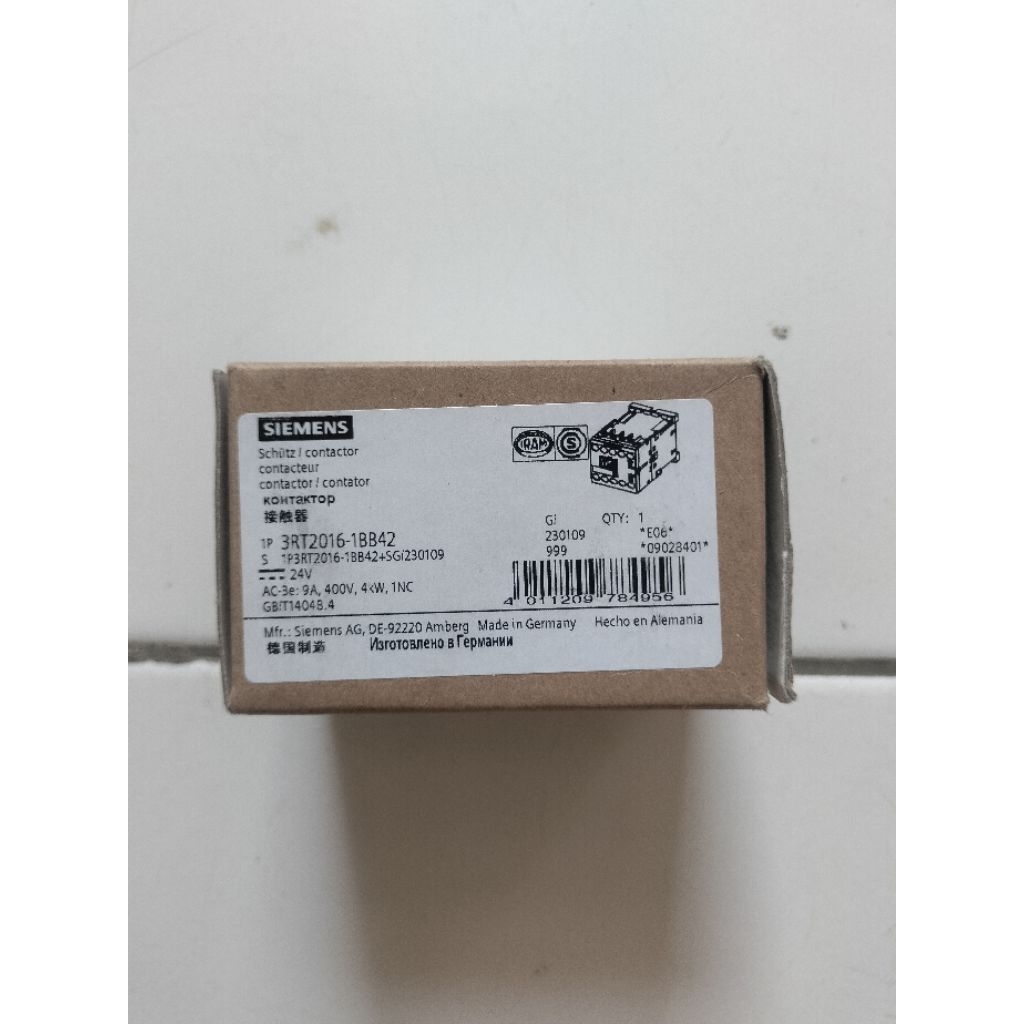 SIEMENS
Schütz / contactor
contacteur
contactor / contator
контактор
接触器
1P 3RT2016-1BB42
S 1P3RT2016-1BB42+SGi230109
24V
AC-3e: 9A, 400V, 4kW, 1NC
GB/T14048.4
IRAM
S
Gi QTY: 1
230109 *E06*
999 *09028401*
4 011209 784956
Mfr.: Siemens AG, DE-92220 Amberg Made in Germany Hecho en Alemania
德国制造 Изготовлено в Германии